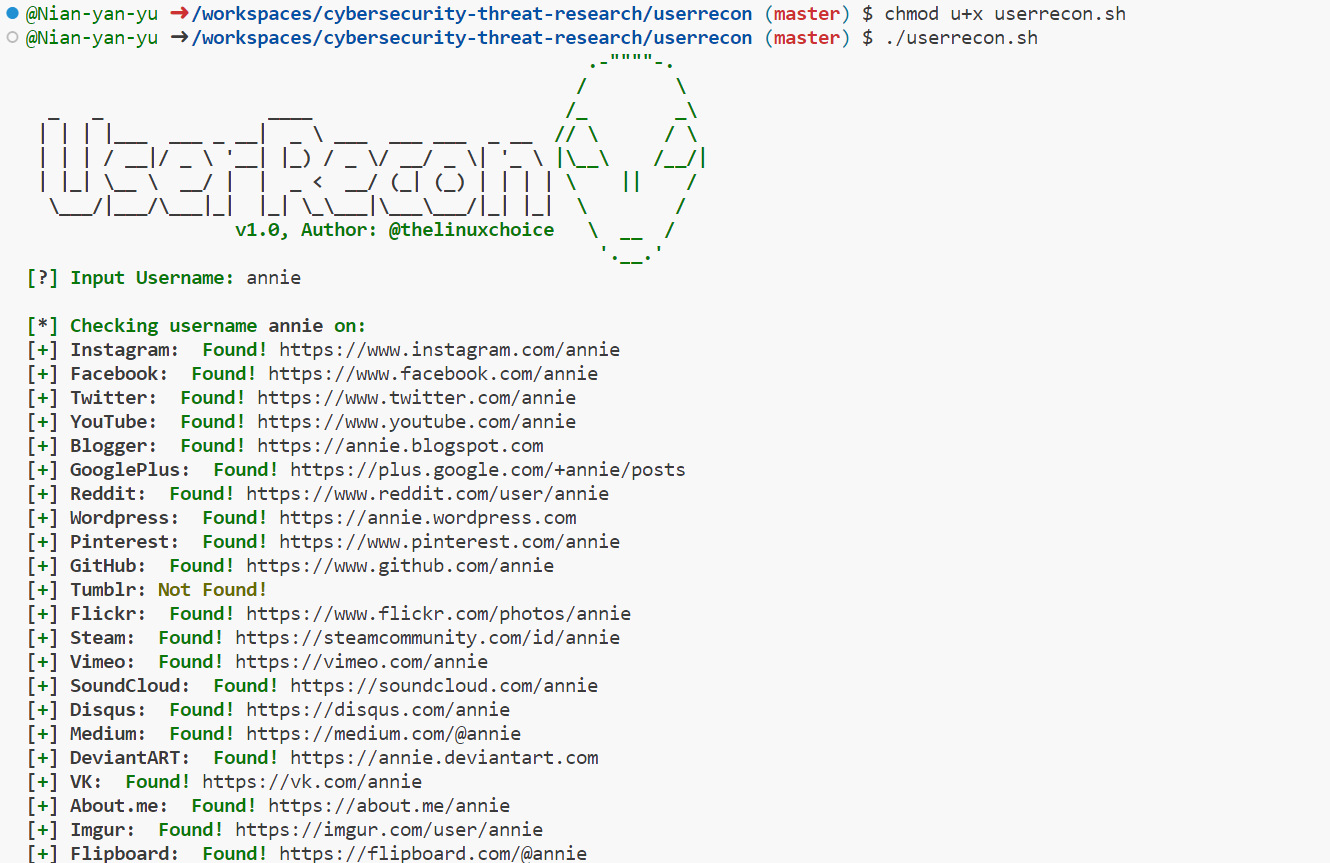 @Nian-yan-yu ➜/workspaces/cybersecurity-threat-research/userrecon (master) $ chmod u+x userrecon.sh
@Nian-yan-yu ➜/workspaces/cybersecurity-threat-research/userrecon (master) $ ./userrecon.sh
UserRecon
v1.0, Author: @thelinuxchoice
[?] Input Username: annie
[*] Checking username annie on:
[+] Instagram:  Found! https://www.instagram.com/annie
[+] Facebook:  Found! https://www.facebook.com/annie
[+] Twitter:  Found! https://www.twitter.com/annie
[+] YouTube:  Found! https://www.youtube.com/annie
[+] Blogger:  Found! https://annie.blogspot.com
[+] GooglePlus:  Found! https://plus.google.com/+annie/posts
[+] Reddit:  Found! https://www.reddit.com/user/annie
[+] Wordpress:  Found! https://annie.wordpress.com
[+] Pinterest:  Found! https://www.pinterest.com/annie
[+] GitHub:  Found! https://www.github.com/annie
[+] Tumblr: Not Found!
[+] Flickr:  Found! https://www.flickr.com/photos/annie
[+] Steam:  Found! https://steamcommunity.com/id/annie
[+] Vimeo:  Found! https://vimeo.com/annie
[+] SoundCloud:  Found! https://soundcloud.com/annie
[+] Disqus:  Found! https://disqus.com/annie
[+] Medium:  Found! https://medium.com/@annie
[+] DeviantART:  Found! https://annie.deviantart.com
[+] VK:  Found! https://vk.com/annie
[+] About.me:  Found! https://about.me/annie
[+] Imgur:  Found! https://imgur.com/user/annie
[+] Flipboard:  Found! https://flipboard.com/@annie